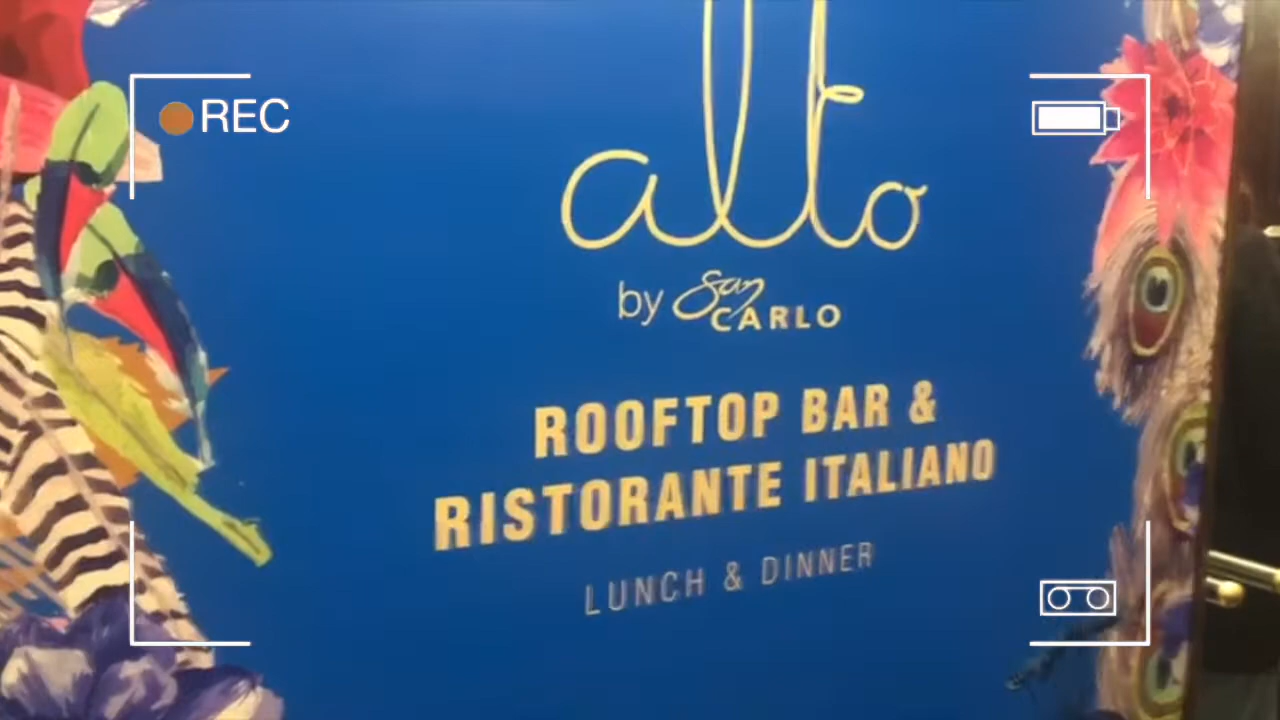 REC
alto
by San CARLO
ROOFTOP BAR &
RISTORANTE ITALIANO
LUNCH & DINNER